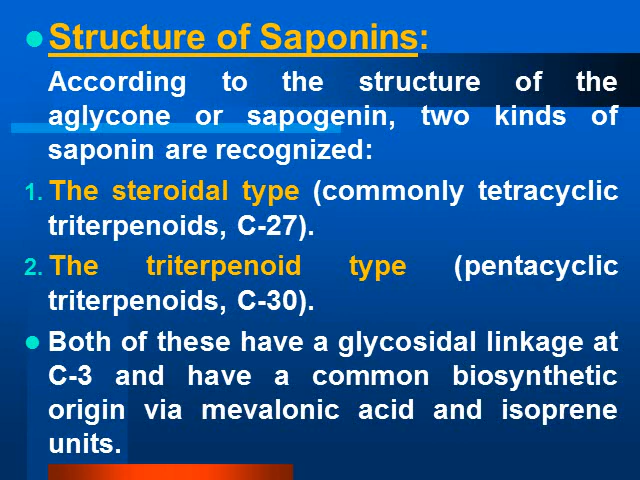 Structure of Saponins:
According to the structure of the
aglycone or sapogenin, two kinds of
saponin are recognized:
1. The steroidal type (commonly tetracyclic
triterpenoids, C-27).
2. The triterpenoid type (pentacyclic
triterpenoids, C-30).
Both of these have a glycosidal linkage at
C-3 and have a common biosynthetic
origin via mevalonic acid and isoprene
units.